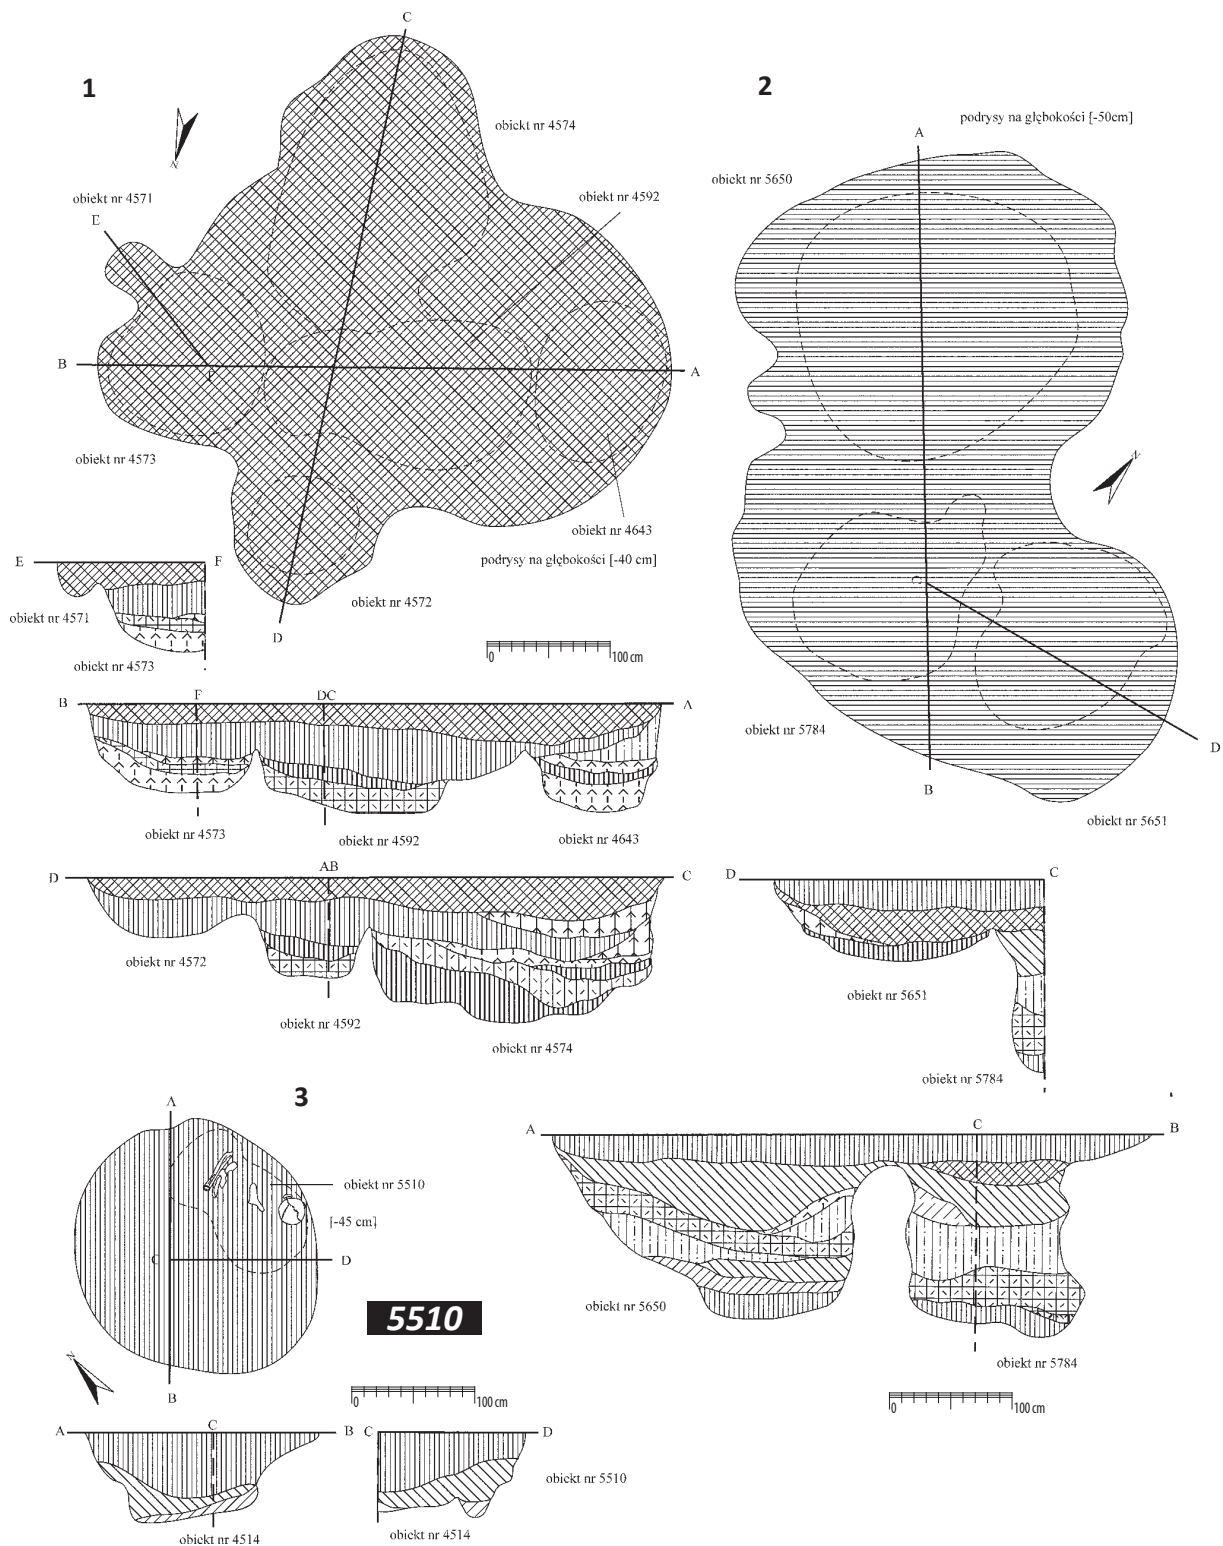 1
C
obiekt nr 4574
N
obiekt nr 4571
E
obiekt nr 4592
B
F
A
obiekt nr 4573
obiekt nr 4643
podrysy na głębokości [-40 cm]
obiekt nr 4572
D
E
F
obiekt nr 4571
obiekt nr 4573
0
100 cm
B
F
DC
A
obiekt nr 4573
obiekt nr 4592
obiekt nr 4643
D
AB
C
obiekt nr 4572
obiekt nr 4592
obiekt nr 4574
2
podrysy na głębokości [-50cm]
A
obiekt nr 5650
N
C
obiekt nr 5784
D
B
obiekt nr 5651
D
C
obiekt nr 5651
obiekt nr 5784
A
C
B
obiekt nr 5650
obiekt nr 5784
0
100 cm
3
A
obiekt nr 5510
[-45 cm]
C
D
5510
N
B
0
100 cm
A
C
B
C
D
obiekt nr 5510
obiekt nr 4514
obiekt nr 4514